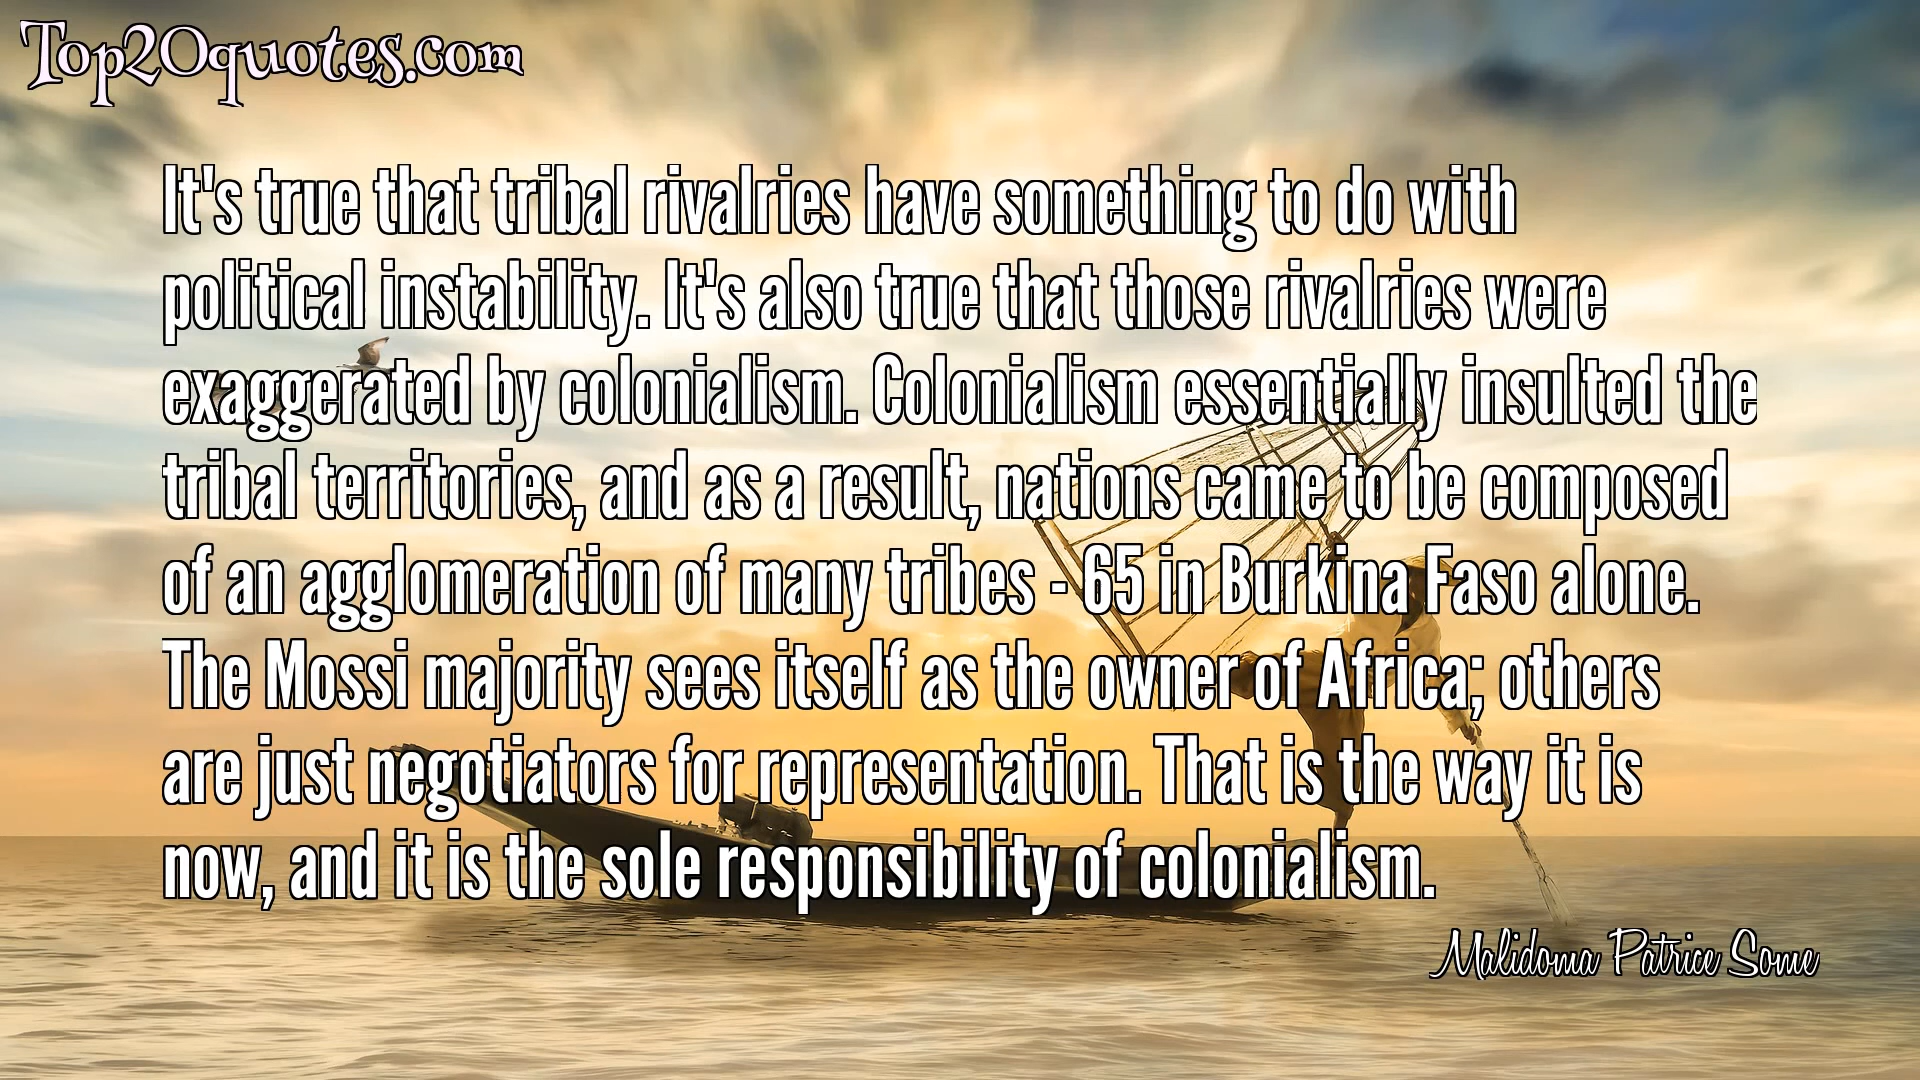 Top20quotes.com
It's true that tribal rivalries have something to do with
political instability. It's also true that those rivalries were
exaggerated by colonialism. Colonialism essentially insulted the
tribal territories, and as a result, nations came to be composed
of an agglomeration of many tribes - 65 in Burkina Faso alone.
The Mossi majority sees itself as the owner of Africa; others
are just negotiators for representation. That is the way it is
now, and it is the sole responsibility of colonialism.
Malidoma Patrice Some